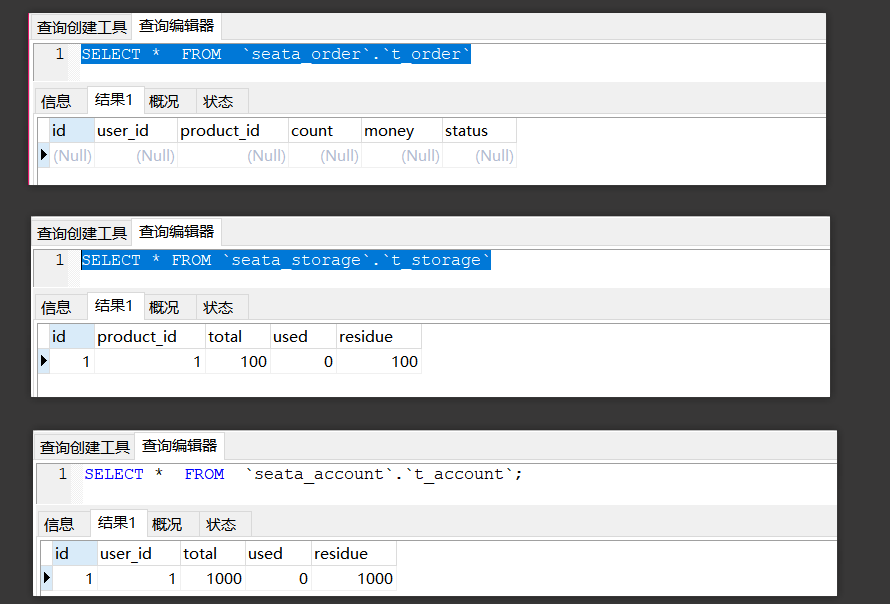 查询创建工具 查询编辑器
1 SELECT * FROM `seata_order`.`t_order`
信息 结果1 概况 状态
id user_id product_id count money status
(Null) (Null) (Null) (Null) (Null) (Null)
查询创建工具 查询编辑器
1 SELECT * FROM `seata_storage`.`t_storage`
信息 结果1 概况 状态
id product_id total used residue
1 1 100 0 100
查询创建工具 查询编辑器
1 SELECT * FROM `seata_account`.`t_account`;
信息 结果1 概况 状态
id user_id total used residue
1 1 1000 0 1000